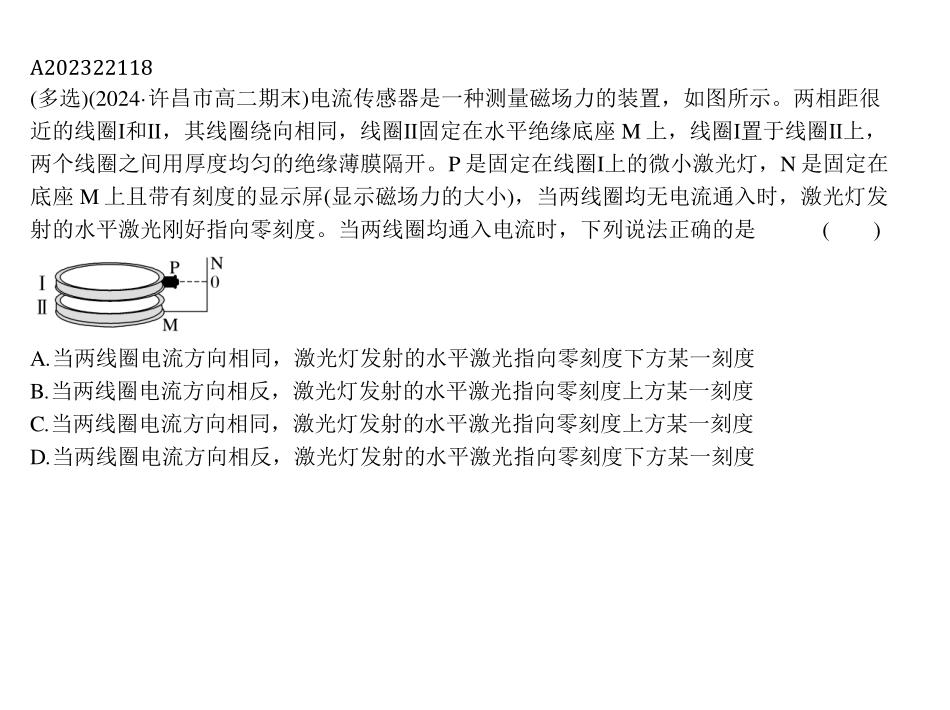 A202322118
(多选)(2024·许昌市高二期末)电流传感器是一种测量磁场力的装置，如图所示。两相距很
近的线圈Ⅰ和Ⅱ，其线圈绕向相同，线圈Ⅱ固定在水平绝缘底座 M 上，线圈Ⅰ置于线圈Ⅱ上，
两个线圈之间用厚度均匀的绝缘薄膜隔开。P 是固定在线圈Ⅰ上的微小激光灯，N 是固定在
底座 M 上且带有刻度的显示屏(显示磁场力的大小)，当两线圈均无电流通入时，激光灯发
射的水平激光刚好指向零刻度。当两线圈均通入电流时，下列说法正确的是 ( )
P N
Ⅰ 0
Ⅱ
M
A.当两线圈电流方向相同，激光灯发射的水平激光指向零刻度下方某一刻度
B.当两线圈电流方向相反，激光灯发射的水平激光指向零刻度上方某一刻度
C.当两线圈电流方向相同，激光灯发射的水平激光指向零刻度上方某一刻度
D.当两线圈电流方向相反，激光灯发射的水平激光指向零刻度下方某一刻度